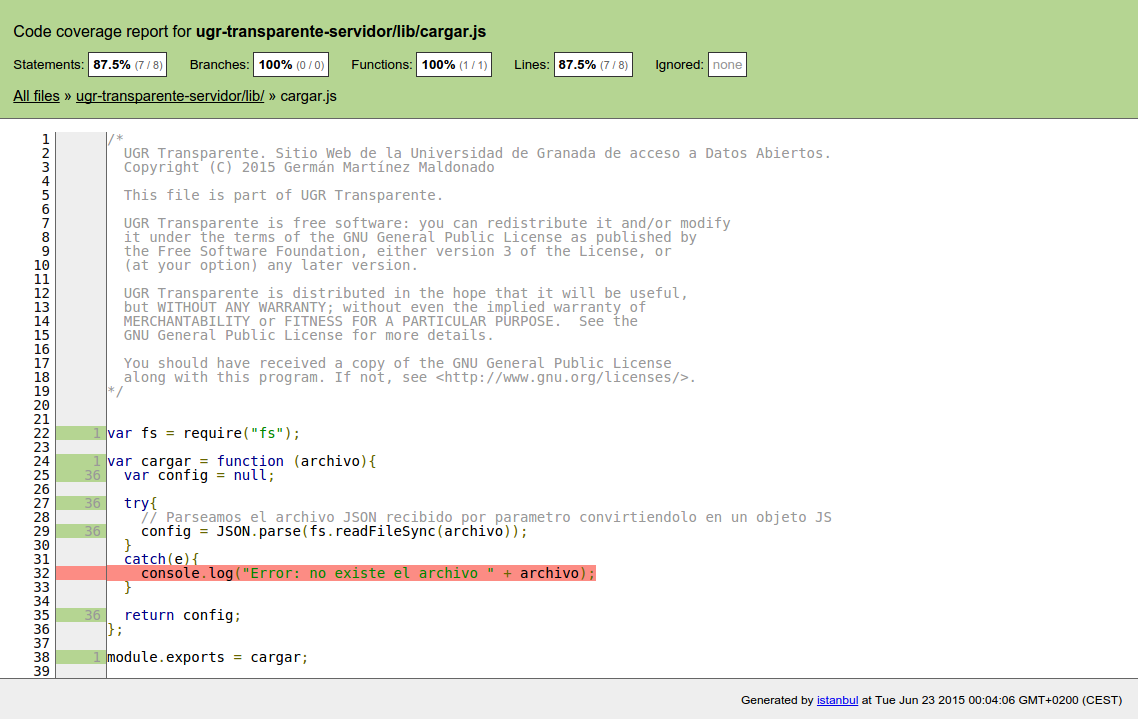 Code coverage report for ugr-transparente-servidor/lib/cargar.js
Statements: 87.5% (7 / 8) Branches: 100% (0 / 0) Functions: 100% (1 / 1) Lines: 87.5% (7 / 8) Ignored: none
All files » ugr-transparente-servidor/lib/ » cargar.js
1 /*
2 UGR Transparente. Sitio Web de la Universidad de Granada de acceso a Datos Abiertos.
3 Copyright (C) 2015 Germán Martínez Maldonado
4
5 This file is part of UGR Transparente.
6
7 UGR Transparente is free software: you can redistribute it and/or modify
8 it under the terms of the GNU General Public License as published by
9 the Free Software Foundation, either version 3 of the License, or
10 (at your option) any later version.
11
12 UGR Transparente is distributed in the hope that it will be useful,
13 but WITHOUT ANY WARRANTY; without even the implied warranty of
14 MERCHANTABILITY or FITNESS FOR A PARTICULAR PURPOSE.  See the
15 GNU General Public License for more details.
16
17 You should have received a copy of the GNU General Public License
18 along with this program. If not, see <http://www.gnu.org/licenses/>.
19 */
20
21
22 1 var fs = require("fs");
23
24 1 var cargar = function (archivo){
25 36 var config = null;
26
27 36 try{
28 // Parseamos el archivo JSON recibido por parametro convirtiendolo en un objeto JS
29 36 config = JSON.parse(fs.readFileSync(archivo));
30 }
31 catch(e){
32 console.log("Error: no existe el archivo " + archivo);
33 }
34
35 36 return config;
36 };
37
38 1 module.exports = cargar;
39
Generated by istanbul at Tue Jun 23 2015 00:04:06 GMT+0200 (CEST)